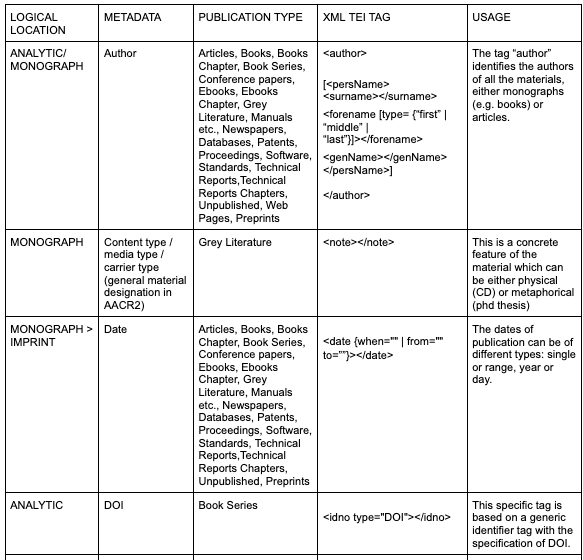 LOGICAL LOCATION
METADATA
PUBLICATION TYPE
XML TEI TAG
USAGE
ANALYTIC/
MONOGRAPH
Author
Articles, Books, Books
Chapter, Book Series,
Conference papers,
Ebooks, Ebooks
Chapter, Grey
Literature, Manuals
etc., Newspapers,
Databases, Patents,
Proceedings, Software,
Standards, Technical
Reports,Technical
Reports Chapters,
Unpublished, Web
Pages, Preprints
<author>
[<persName>
<surname></surname>
<forename [type= {“first” |
“middle” |
“last”}]></forename>
<genName></genName>
</persName>]
</author>
The tag “author”
identifies the authors
of all the materials,
either monographs
(e.g. books) or
articles.
MONOGRAPH
Content type /
media type /
carrier type
(general material
designation in
AACR2)
Grey Literature
<note></note>
This is a concrete
feature of the
material which can
be either physical
(CD) or metaphorical
(phd thesis)
MONOGRAPH >
IMPRINT
Date
Articles, Books, Books
Chapter, Book Series,
Conference papers,
Ebooks, Ebooks
Chapter, Grey
Literature, Manuals
etc., Newspapers,
Databases, Patents,
Proceedings, Software,
Standards, Technical
Reports,Technical
Reports Chapters,
Unpublished, Preprints
<date {when="" | from=""
to=""}></date>
The dates of
publication can be of
different types: single
or range, year or
day.
ANALYTIC
DOI
Book Series
<idno type="DOI"></idno>
This specific tag is
based on a generic
identifier tag with the
specification of DOI.